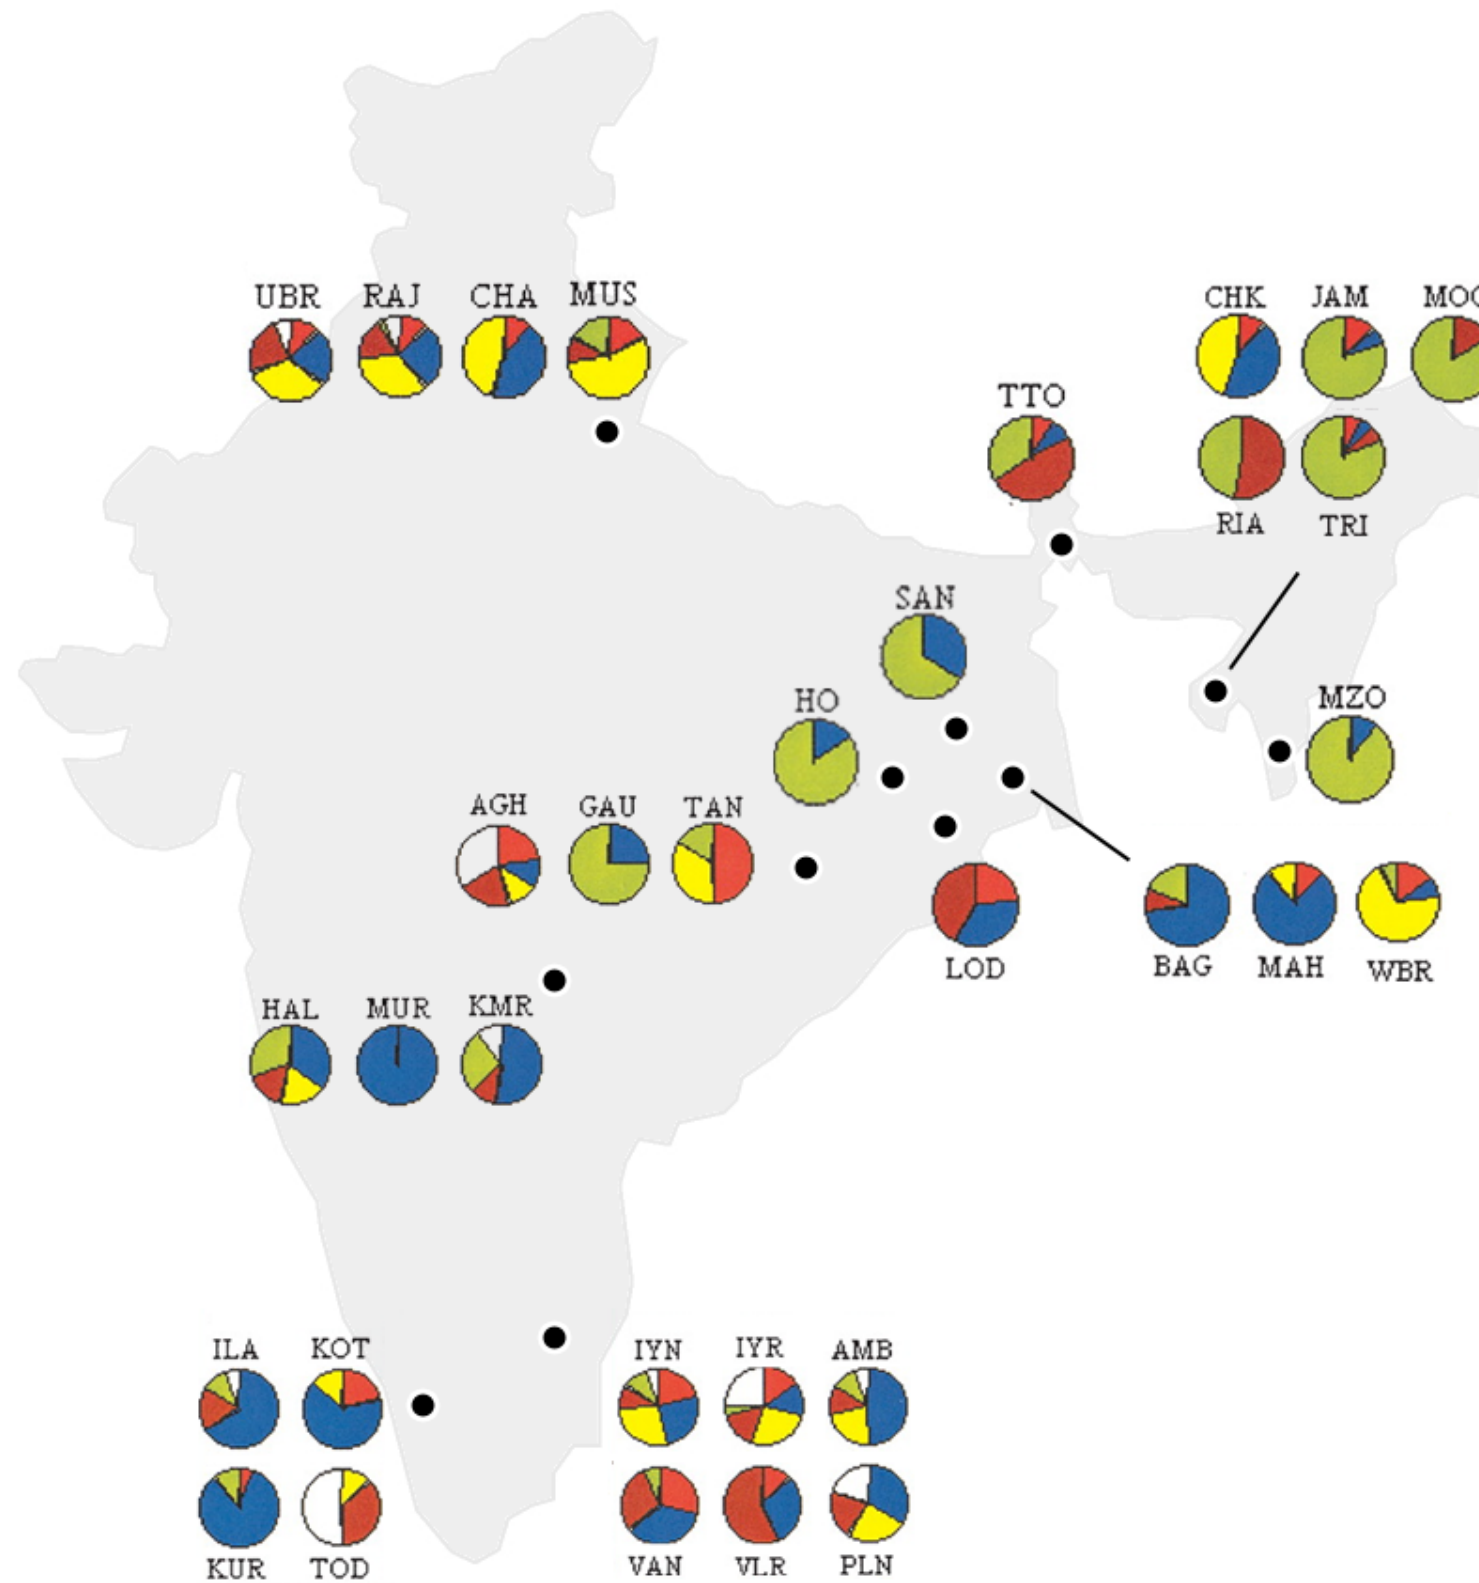 UBR RAJ CHA MUS
CHK JAM MOO
TTO
RIA TRI
SAN
HO
MZO
AGH GAU TAN
LOD
BAG MAH WBR
HAL MUR KMR
ILA KOT
IYN IYR AMB
KUR TOD
VAN VLR PLN